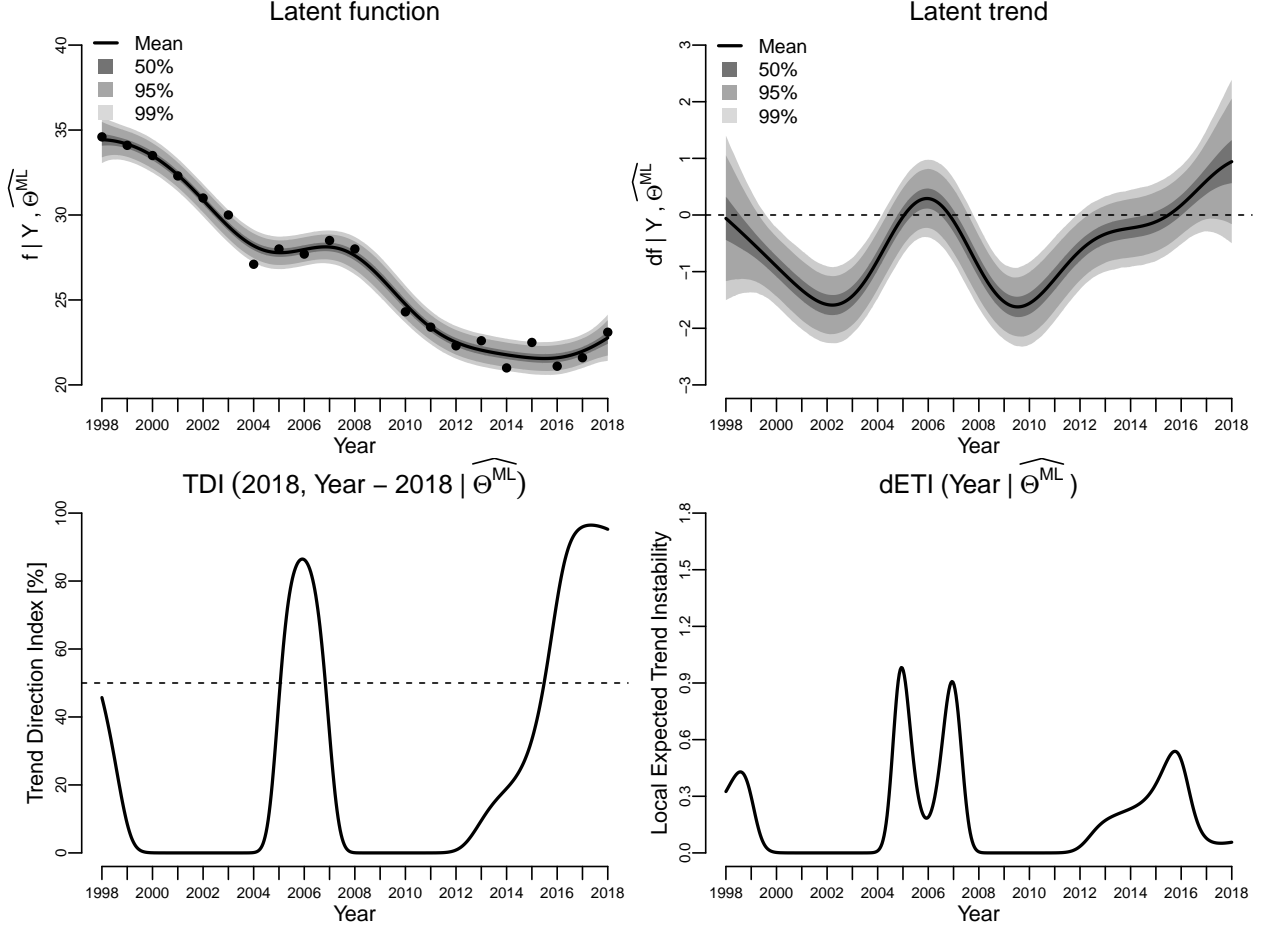 Latent function
40
35
30
25
20
f | Y , Θ^ML
Mean
50%
95%
99%
1998 2000 2002 2004 2006 2008 2010 2012 2014 2016 2018
Year
Latent trend
3
2
1
0
−1
−2
−3
df | Y , Θ^ML
Mean
50%
95%
99%
1998 2000 2002 2004 2006 2008 2010 2012 2014 2016 2018
Year
TDI (2018, Year − 2018 | Θ^ML)
100
80
60
40
20
0
Trend Direction Index [%]
1998 2000 2002 2004 2006 2008 2010 2012 2014 2016 2018
Year
dETI (Year | Θ^ML )
1.8
1.5
1.2
0.9
0.6
0.3
0.0
Local Expected Trend Instability
1998 2000 2002 2004 2006 2008 2010 2012 2014 2016 2018
Year